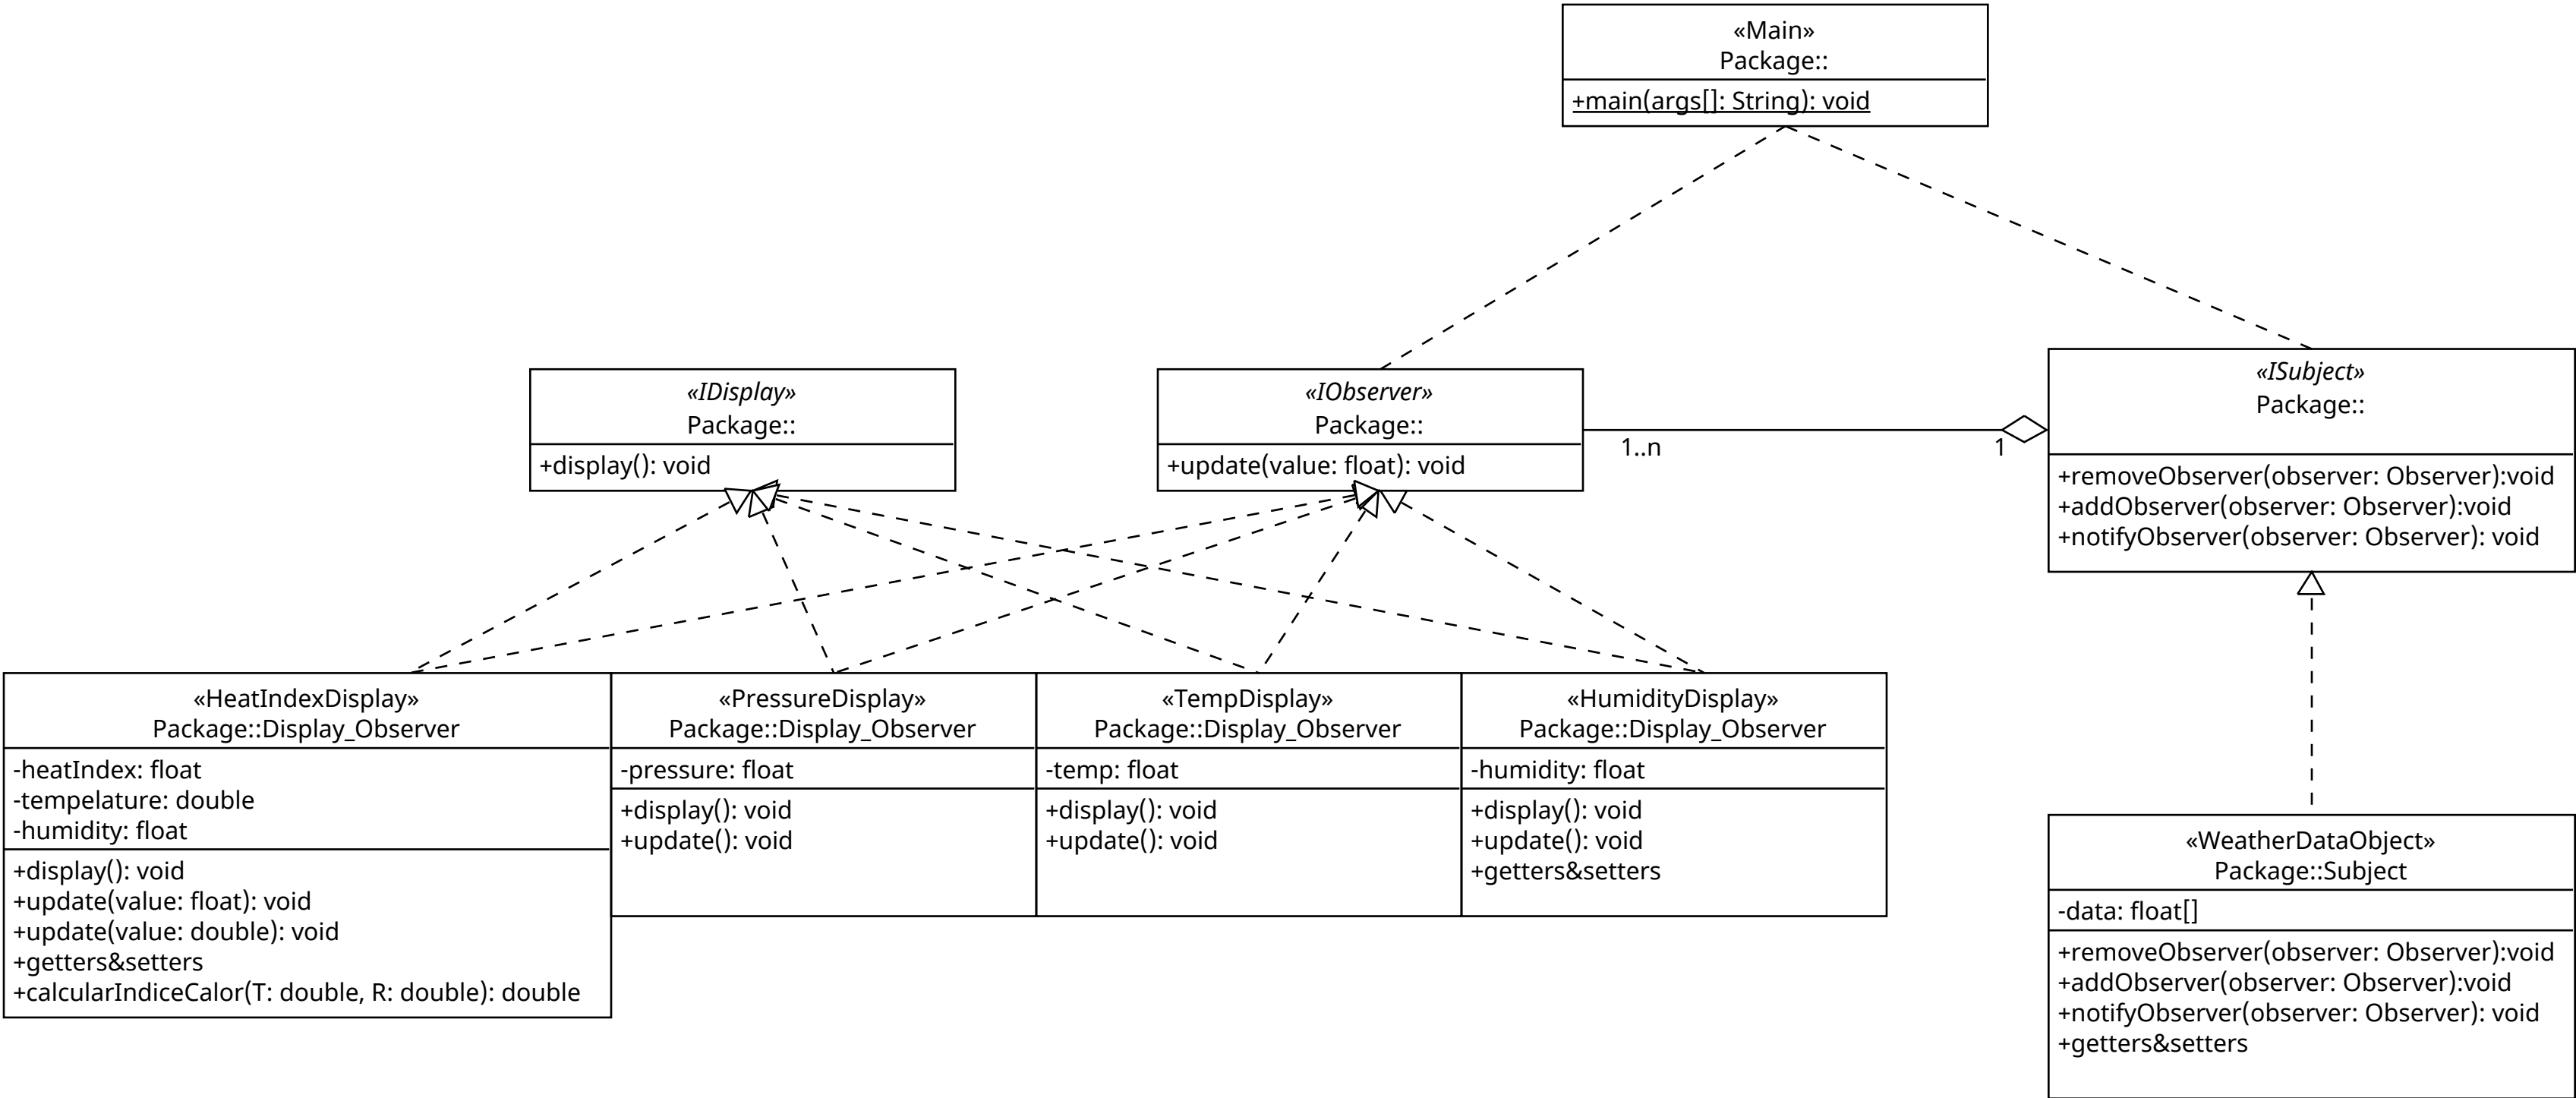 «Main»
Package::
+main(args[]: String): void
«IDisplay»
Package::
+display(): void
«IObserver»
Package::
+update(value: float): void
1..n
1
«ISubject»
Package::
+removeObserver(observer: Observer):void
+addObserver(observer: Observer):void
+notifyObserver(observer: Observer): void
«HeatIndexDisplay»
Package::Display_Observer
-heatIndex: float
-tempelature: double
-humidity: float
+display(): void
+update(value: float): void
+update(value: double): void
+getters&setters
+calcularIndiceCalor(T: double, R: double): double
«PressureDisplay»
Package::Display_Observer
-pressure: float
+display(): void
+update(): void
«TempDisplay»
Package::Display_Observer
-temp: float
+display(): void
+update(): void
«HumidityDisplay»
Package::Display_Observer
-humidity: float
+display(): void
+update(): void
+getters&setters
«WeatherDataObject»
Package::Subject
-data: float[]
+removeObserver(observer: Observer):void
+addObserver(observer: Observer):void
+notifyObserver(observer: Observer): void
+getters&setters